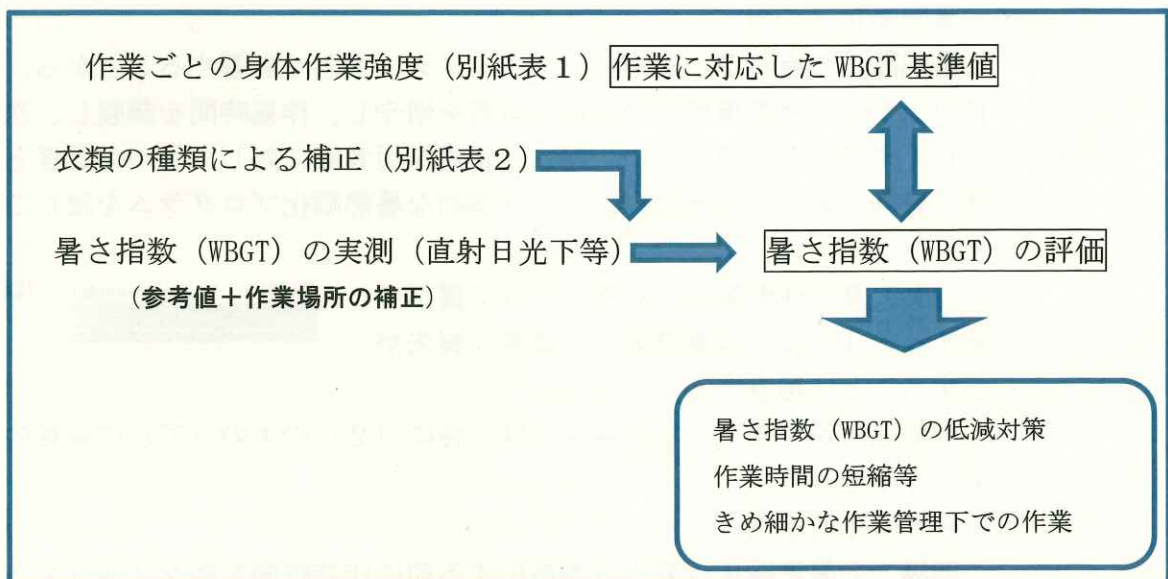 作業ごとの身体作業強度（別紙表１）作業に対応した WBGT 基準値
衣類の種類による補正（別紙表２）
暑さ指数（WBGT）の実測（直射日光下等）
（参考値＋作業場所の補正）
暑さ指数（WBGT）の評価
暑さ指数（WBGT）の低減対策
作業時間の短縮等
きめ細かな作業管理下での作業